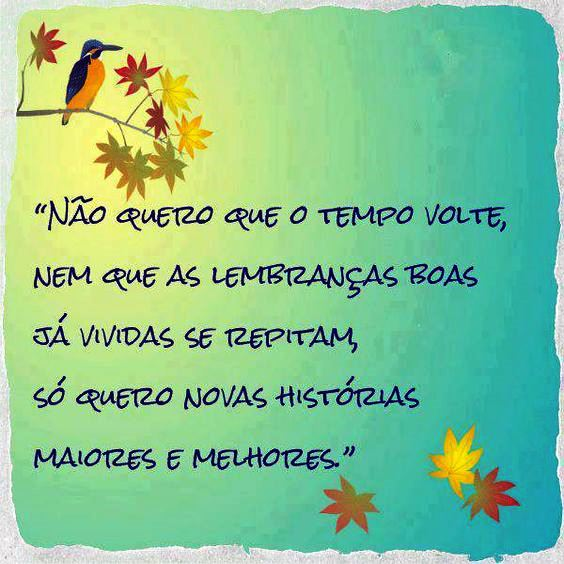 “Não quero que o tempo volte,
nem que as lembranças boas
já vividas se repitam,
só quero novas histórias
maiores e melhores.”